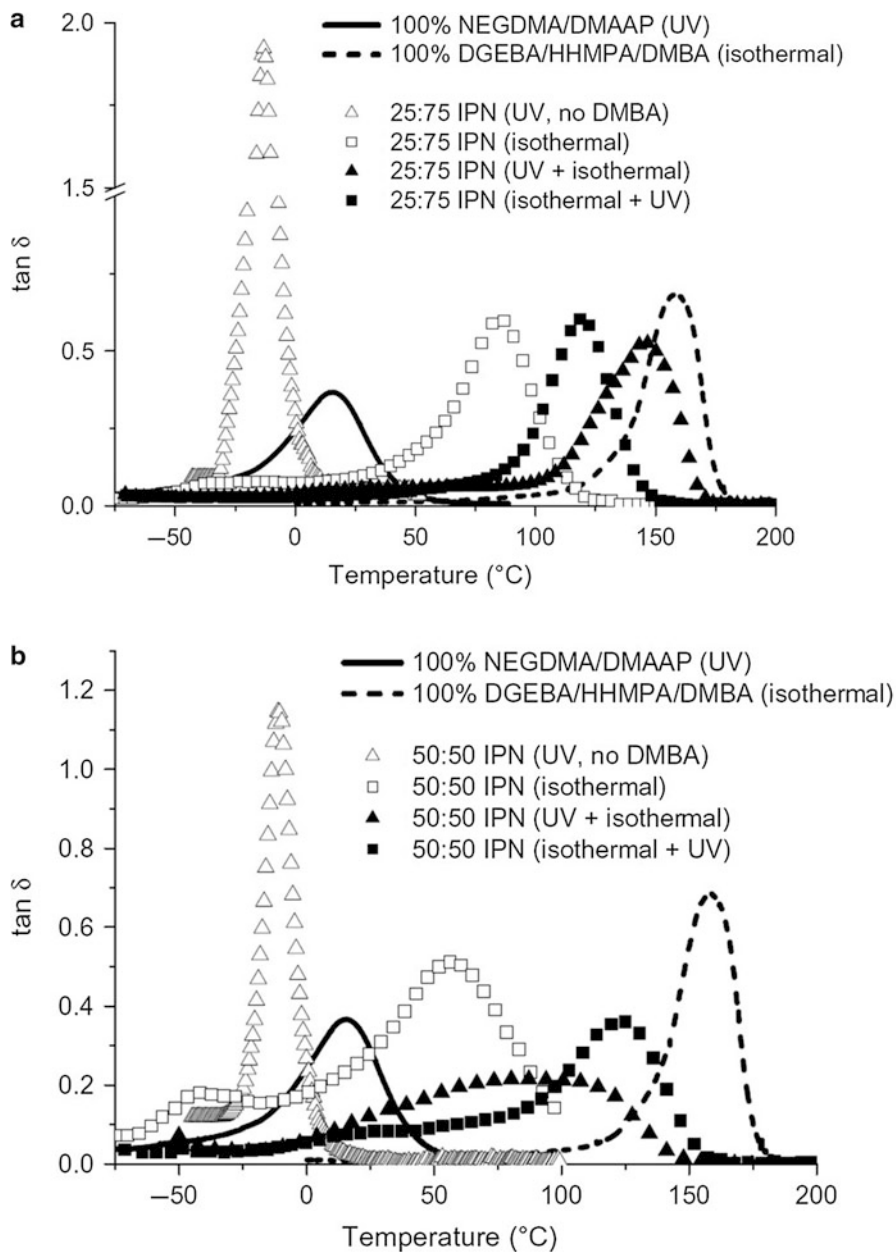 a
2.0
100% NEGDMA/DMAAP (UV)
100% DGEBA/HHMPA/DMBA (isothermal)
25:75 IPN (UV, no DMBA)
25:75 IPN (isothermal)
25:75 IPN (UV + isothermal)
25:75 IPN (isothermal + UV)
1.5
tan δ
0.5
0.0
–50 0 50 100 150 200
Temperature (°C)
b
100% NEGDMA/DMAAP (UV)
100% DGEBA/HHMPA/DMBA (isothermal)
50:50 IPN (UV, no DMBA)
50:50 IPN (isothermal)
50:50 IPN (UV + isothermal)
50:50 IPN (isothermal + UV)
1.2
1.0
0.8
tan δ
0.6
0.4
0.2
0.0
–50 0 50 100 150 200
Temperature (°C)